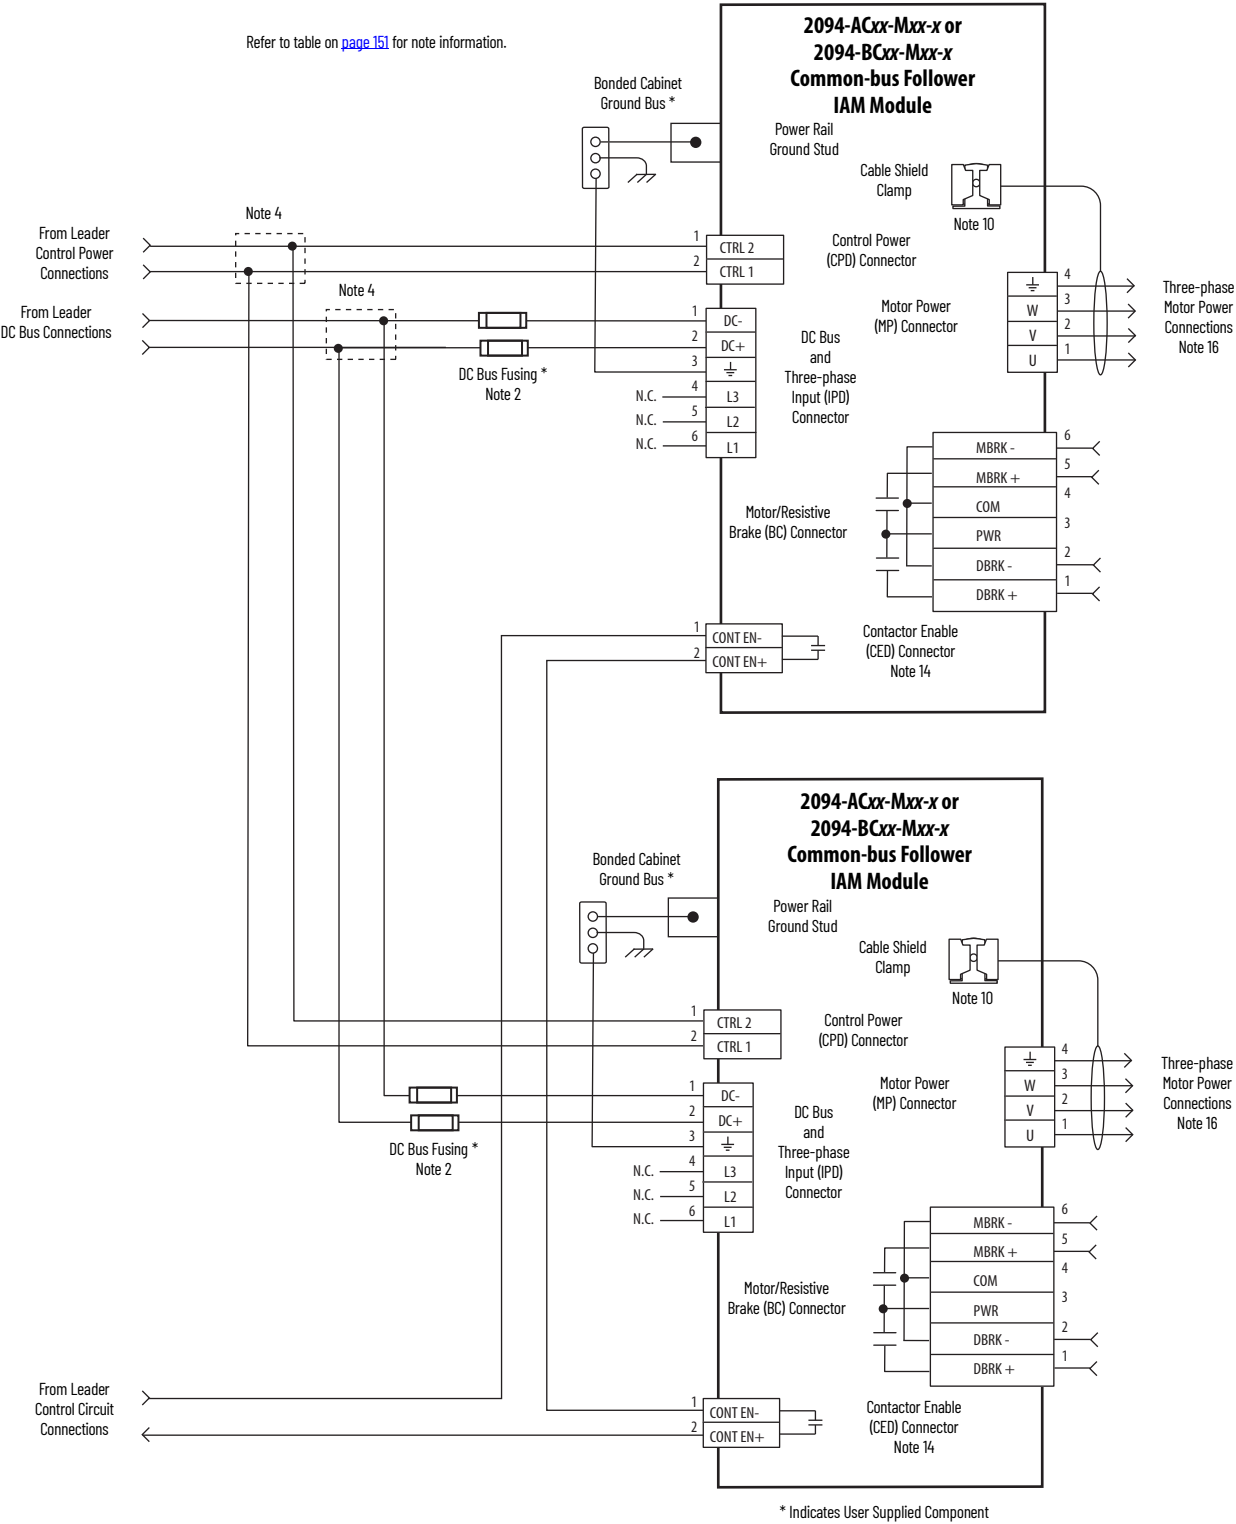 Refer to table on page 151 for note information.
2094-ACxx-Mxx-x or
2094-BCxx-Mxx-x
Common-bus Follower
IAM Module
Bonded Cabinet
Ground Bus *
Power Rail
Ground Stud
Cable Shield
Clamp
Note 10
Note 4
From Leader
Control Power
Connections
1
CTRL 2
2
CTRL 1
Control Power
(CPD) Connector
Note 4
From Leader
DC Bus Connections
DC Bus Fusing *
Note 2
1
DC-
2
DC+
3
N.C.
4
L3
N.C.
5
L2
N.C.
6
L1
DC Bus
and
Three-phase
Input (IPD)
Connector
Motor Power
(MP) Connector
4
W
3
V
2
U
1
Three-phase
Motor Power
Connections
Note 16
Motor/Resistive
Brake (BC) Connector
MBRK -
6
MBRK +
5
COM
4
PWR
3
DBRK -
2
DBRK +
1
1
CONT EN-
2
CONT EN+
Contactor Enable
(CED) Connector
Note 14
2094-ACxx-Mxx-x or
2094-BCxx-Mxx-x
Common-bus Follower
IAM Module
Bonded Cabinet
Ground Bus *
Power Rail
Ground Stud
Cable Shield
Clamp
Note 10
1
CTRL 2
2
CTRL 1
Control Power
(CPD) Connector
DC Bus Fusing *
Note 2
1
DC-
2
DC+
3
N.C.
4
L3
N.C.
5
L2
N.C.
6
L1
DC Bus
and
Three-phase
Input (IPD)
Connector
Motor Power
(MP) Connector
4
W
3
V
2
U
1
Three-phase
Motor Power
Connections
Note 16
Motor/Resistive
Brake (BC) Connector
MBRK -
6
MBRK +
5
COM
4
PWR
3
DBRK -
2
DBRK +
1
From Leader
Control Circuit
Connections
1
CONT EN-
2
CONT EN+
Contactor Enable
(CED) Connector
Note 14
* Indicates User Supplied Component